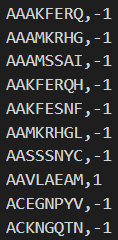 AAAKFERQ,-1
AAAMKRHG,-1
AAAMSSAI,-1
AAKFERQH,-1
AAKFESNF,-1
AAMKRHGL,-1
AASSSNYC,-1
AAVLAEAM,1
ACEGNPYV,-1
ACKNGQTN,-1